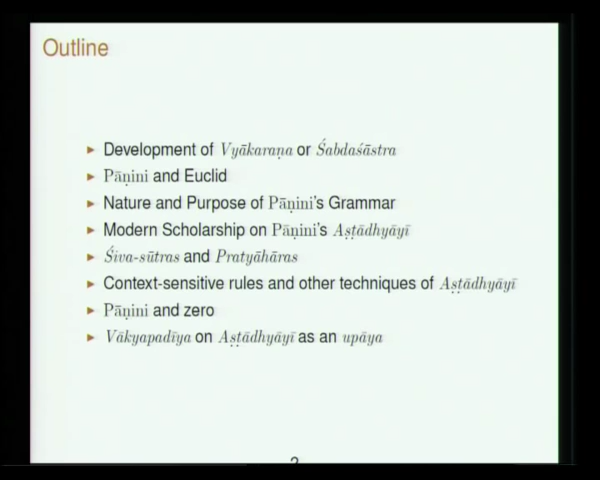 Outline
► Development of Vyākaraṇa or Śabdaśāstra
► Pāṇini and Euclid
► Nature and Purpose of Pāṇini's Grammar
► Modern Scholarship on Pāṇini's Aṣṭādhyāyī
► Śiva-sūtras and Pratyāhāras
► Context-sensitive rules and other techniques of Aṣṭādhyāyī
► Pāṇini and zero
► Vākyapadīya on Aṣṭādhyāyī as an upāya
2